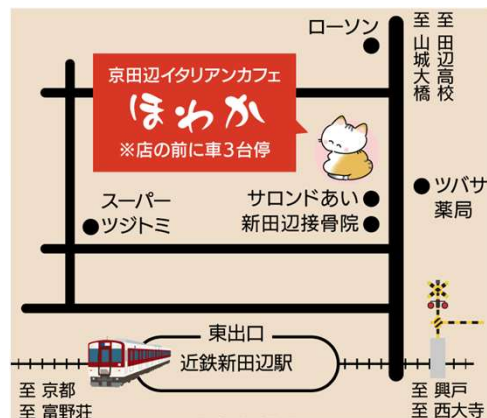 ローソン
至 山城大橋
至 田辺高校
京田辺イタリアンカフェ
ほわか
※店の前に車3台停
スーパー
ツジトミ
サロンドあい
新田辺接骨院
ツバサ
薬局
東出口
近鉄新田辺駅
至 京都
至 富野荘
至 興戸
至 西大寺